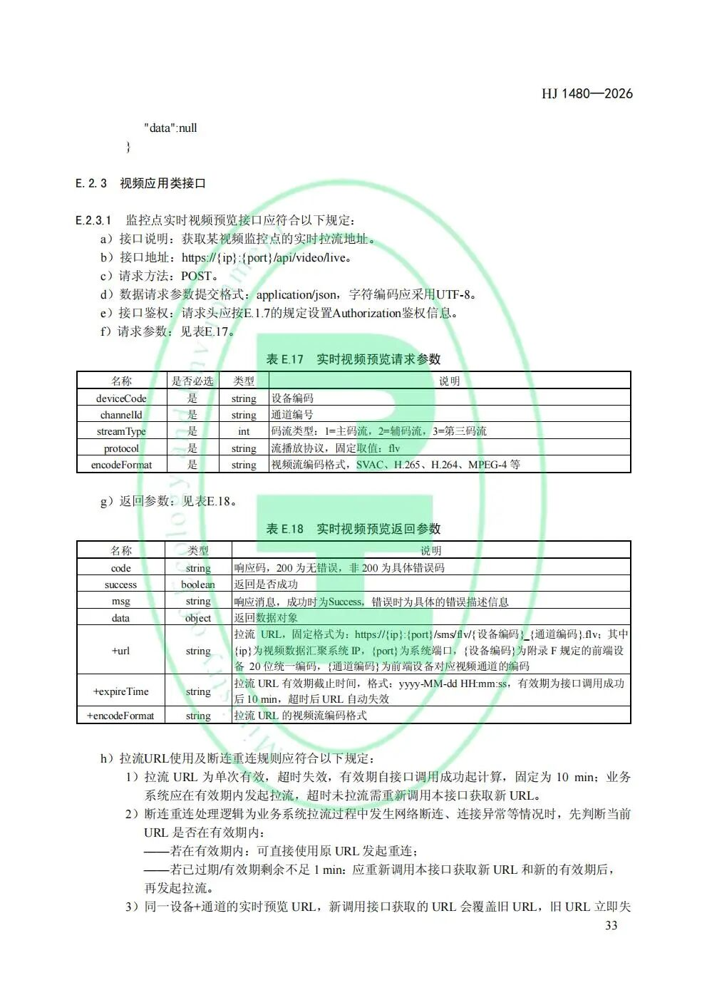 HJ 1480—2026
"data":null
}
E.2.3 视频应用类接口
E.2.3.1 监控点实时视频预览接口应符合以下规定：
a）接口说明：获取某视频监控点的实时拉流地址。
b）接口地址：https://{ip}:{port}/api/video/live。
c）请求方法：POST。
d）数据请求参数提交格式：application/json，字符编码应采用UTF-8。
e）接口鉴权：请求头应按E.1.7的规定设置Authorization鉴权信息。
f）请求参数：见表E.17。
表 E.17 实时视频预览请求参数
名称 是否必选 类型 说明
deviceCode 是 string 设备编码
channelId 是 string 通道编号
streamType 是 int 码流类型：1=主码流，2=辅码流，3=第三码流
protocol 是 string 流播放协议，固定取值：flv
encodeFormat 是 string 视频流编码格式，SVAC、H.265、H.264、MPEG-4 等
g）返回参数：见表E.18。
表 E.18 实时视频预览返回参数
名称 类型 说明
code string 响应码，200 为无错误，非 200 为具体错误码
success boolean 返回是否成功
msg string 响应消息，成功时为Success，错误时为具体的错误描述信息
data object 返回数据对象
+url string 拉流 URL，固定格式为：https://{ip}:{port}/sms/flv/{设备编码}_{通道编码}.flv；其中
{ip}为视频数据汇聚系统 IP，{port}为系统端口，{设备编码}为附录 F 规定的前端设
备 20 位统一编码，{通道编码}为前端设备对应视频通道的编码
+expireTime string 拉流 URL 有效期截止时间，格式：yyyy-MM-dd HH:mm:ss，有效期为接口调用成功
后 10 min，超时后 URL 自动失效
+encodeFormat string 拉流 URL 的视频流编码格式
h）拉流URL使用及断连重连规则应符合以下规定：
1）拉流 URL 为单次有效，超时失效，有效期自接口调用成功起计算，固定为 10 min；业务
系统应在有效期内发起拉流，超时未拉流需重新调用本接口获取新 URL。
2）断连重连处理逻辑为业务系统拉流过程中发生网络断连、连接异常等情况时，先判断当前
URL 是否在有效期内：
——若在有效期内：可直接使用原 URL 发起重连；
——若已过期/有效期剩余不足 1 min：应重新调用本接口获取新 URL 和新的有效期后，
再发起拉流。
3）同一设备+通道的实时预览 URL，新调用接口获取的 URL 会覆盖旧 URL，旧 URL 立即失
33
Ministry of Ecology and Environment